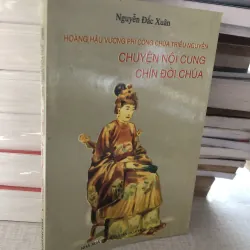 Nguyễn Đắc Xuân
HOÀNG HẬU VƯƠNG PHI CÔNG CHÚA TRIỀU NGUYỄN
CHUYỆN NỘI CUNG
CHÍN ĐỜI CHÚA